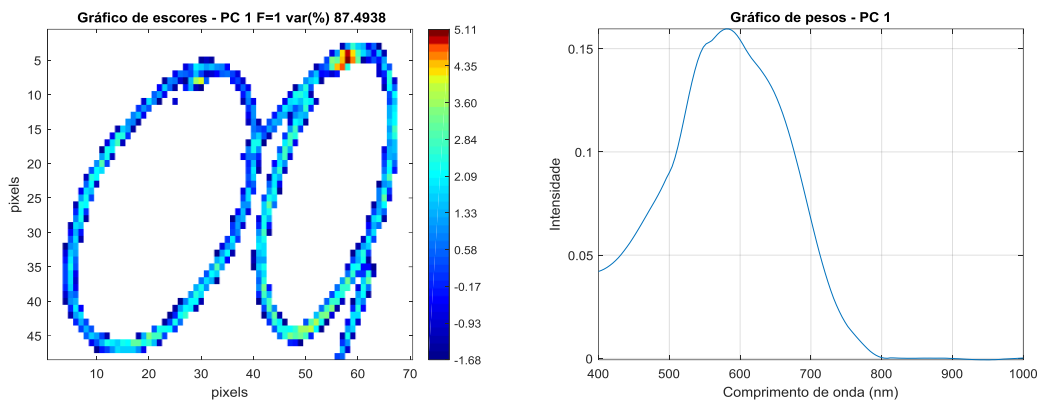 Gráfico de escores - PC 1 F=1 var(%) 87.4938
5
10
15
20
25
30
35
40
45
pixels
10 20 30 40 50 60 70
pixels
5.11
4.35
3.60
2.84
2.09
1.33
0.58
-0.17
-0.93
-1.68
Gráfico de pesos - PC 1
0.15
0.1
0.05
0
Intensidade
400 500 600 700 800 900 1000
Comprimento de onda (nm)